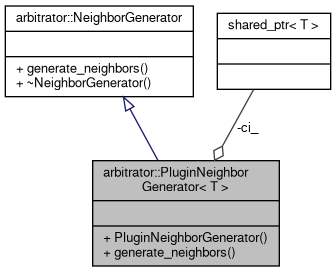 arbitrator::NeighborGenerator
+ generate_neighbors()
+ ~NeighborGenerator()
shared_ptr< T >
-ci_
arbitrator::PluginNeighbor
Generator< T >
+ PluginNeighborGenerator()
+ generate_neighbors()